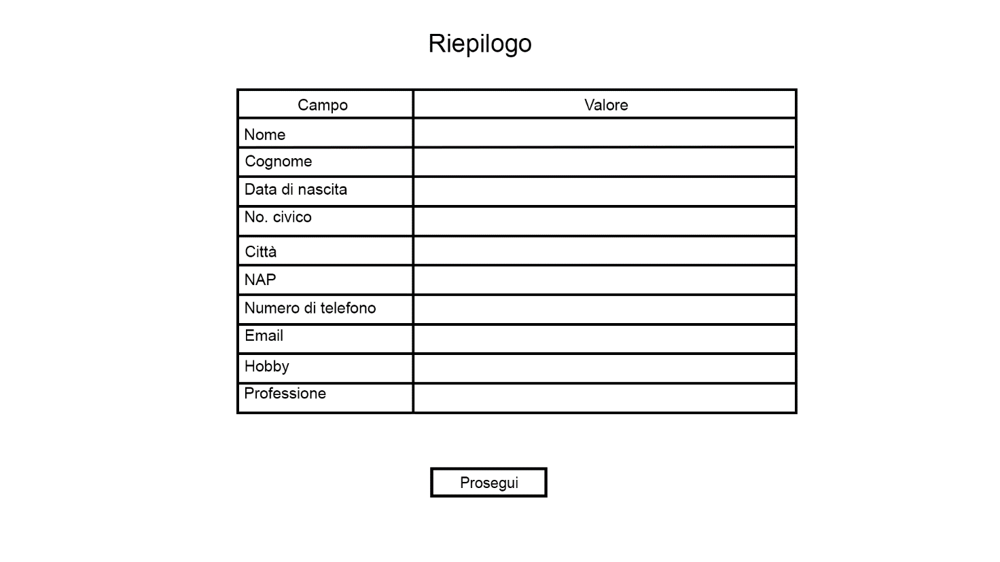 Riepilogo
Campo Valore
Nome
Cognome
Data di nascita
No. civico
Città
NAP
Numero di telefono
Email
Hobby
Professione
Prosegui